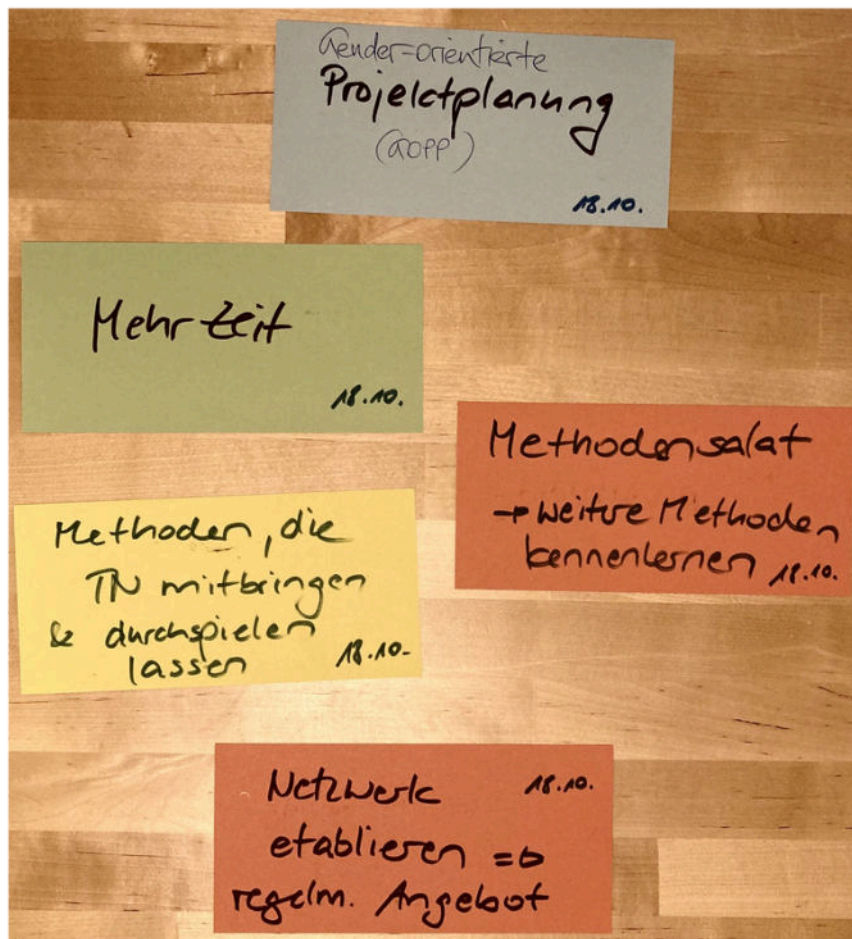 Gender-orientierte
Projektplanung
(GOPP)
18.10.
Mehr Zeit
18.10.
Methodensalat
→ weitere Methoden
kennenlernen 18.10.
Methoden, die
TN mitbringen
& durchspielen
lassen 18.10.
Netzwerk 18.10.
etablieren =>
regelm. Angebot